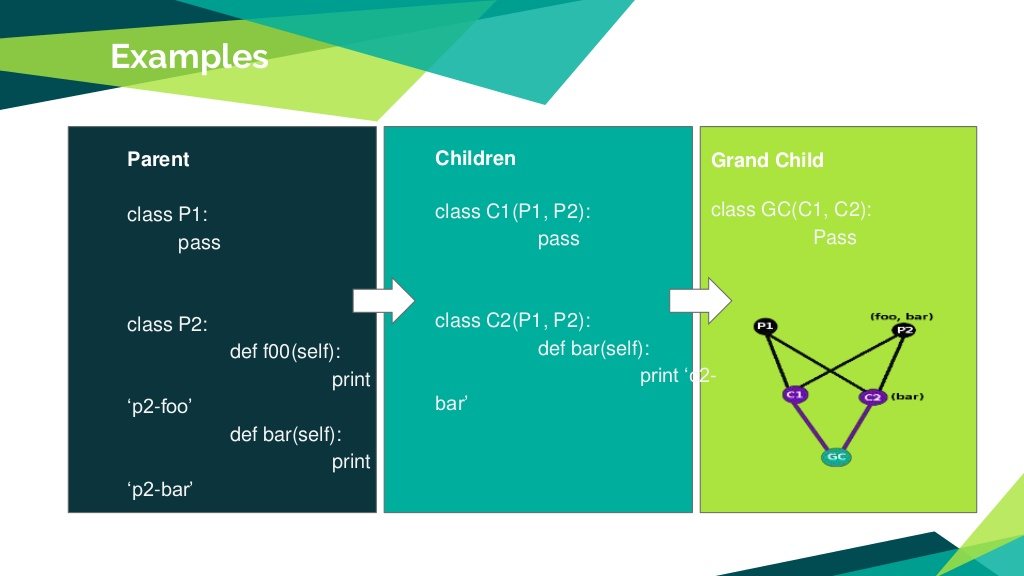 Examples
Parent
class P1:
pass
class P2:
def f00(self):
print
‘p2-foo’
def bar(self):
print
‘p2-bar’
Children
class C1(P1, P2):
pass
class C2(P1, P2):
def bar(self):
print ‘c2-
bar’
Grand Child
class GC(C1, C2):
Pass
(foo, bar)
P1
P2
C1
C2
(bar)
GC